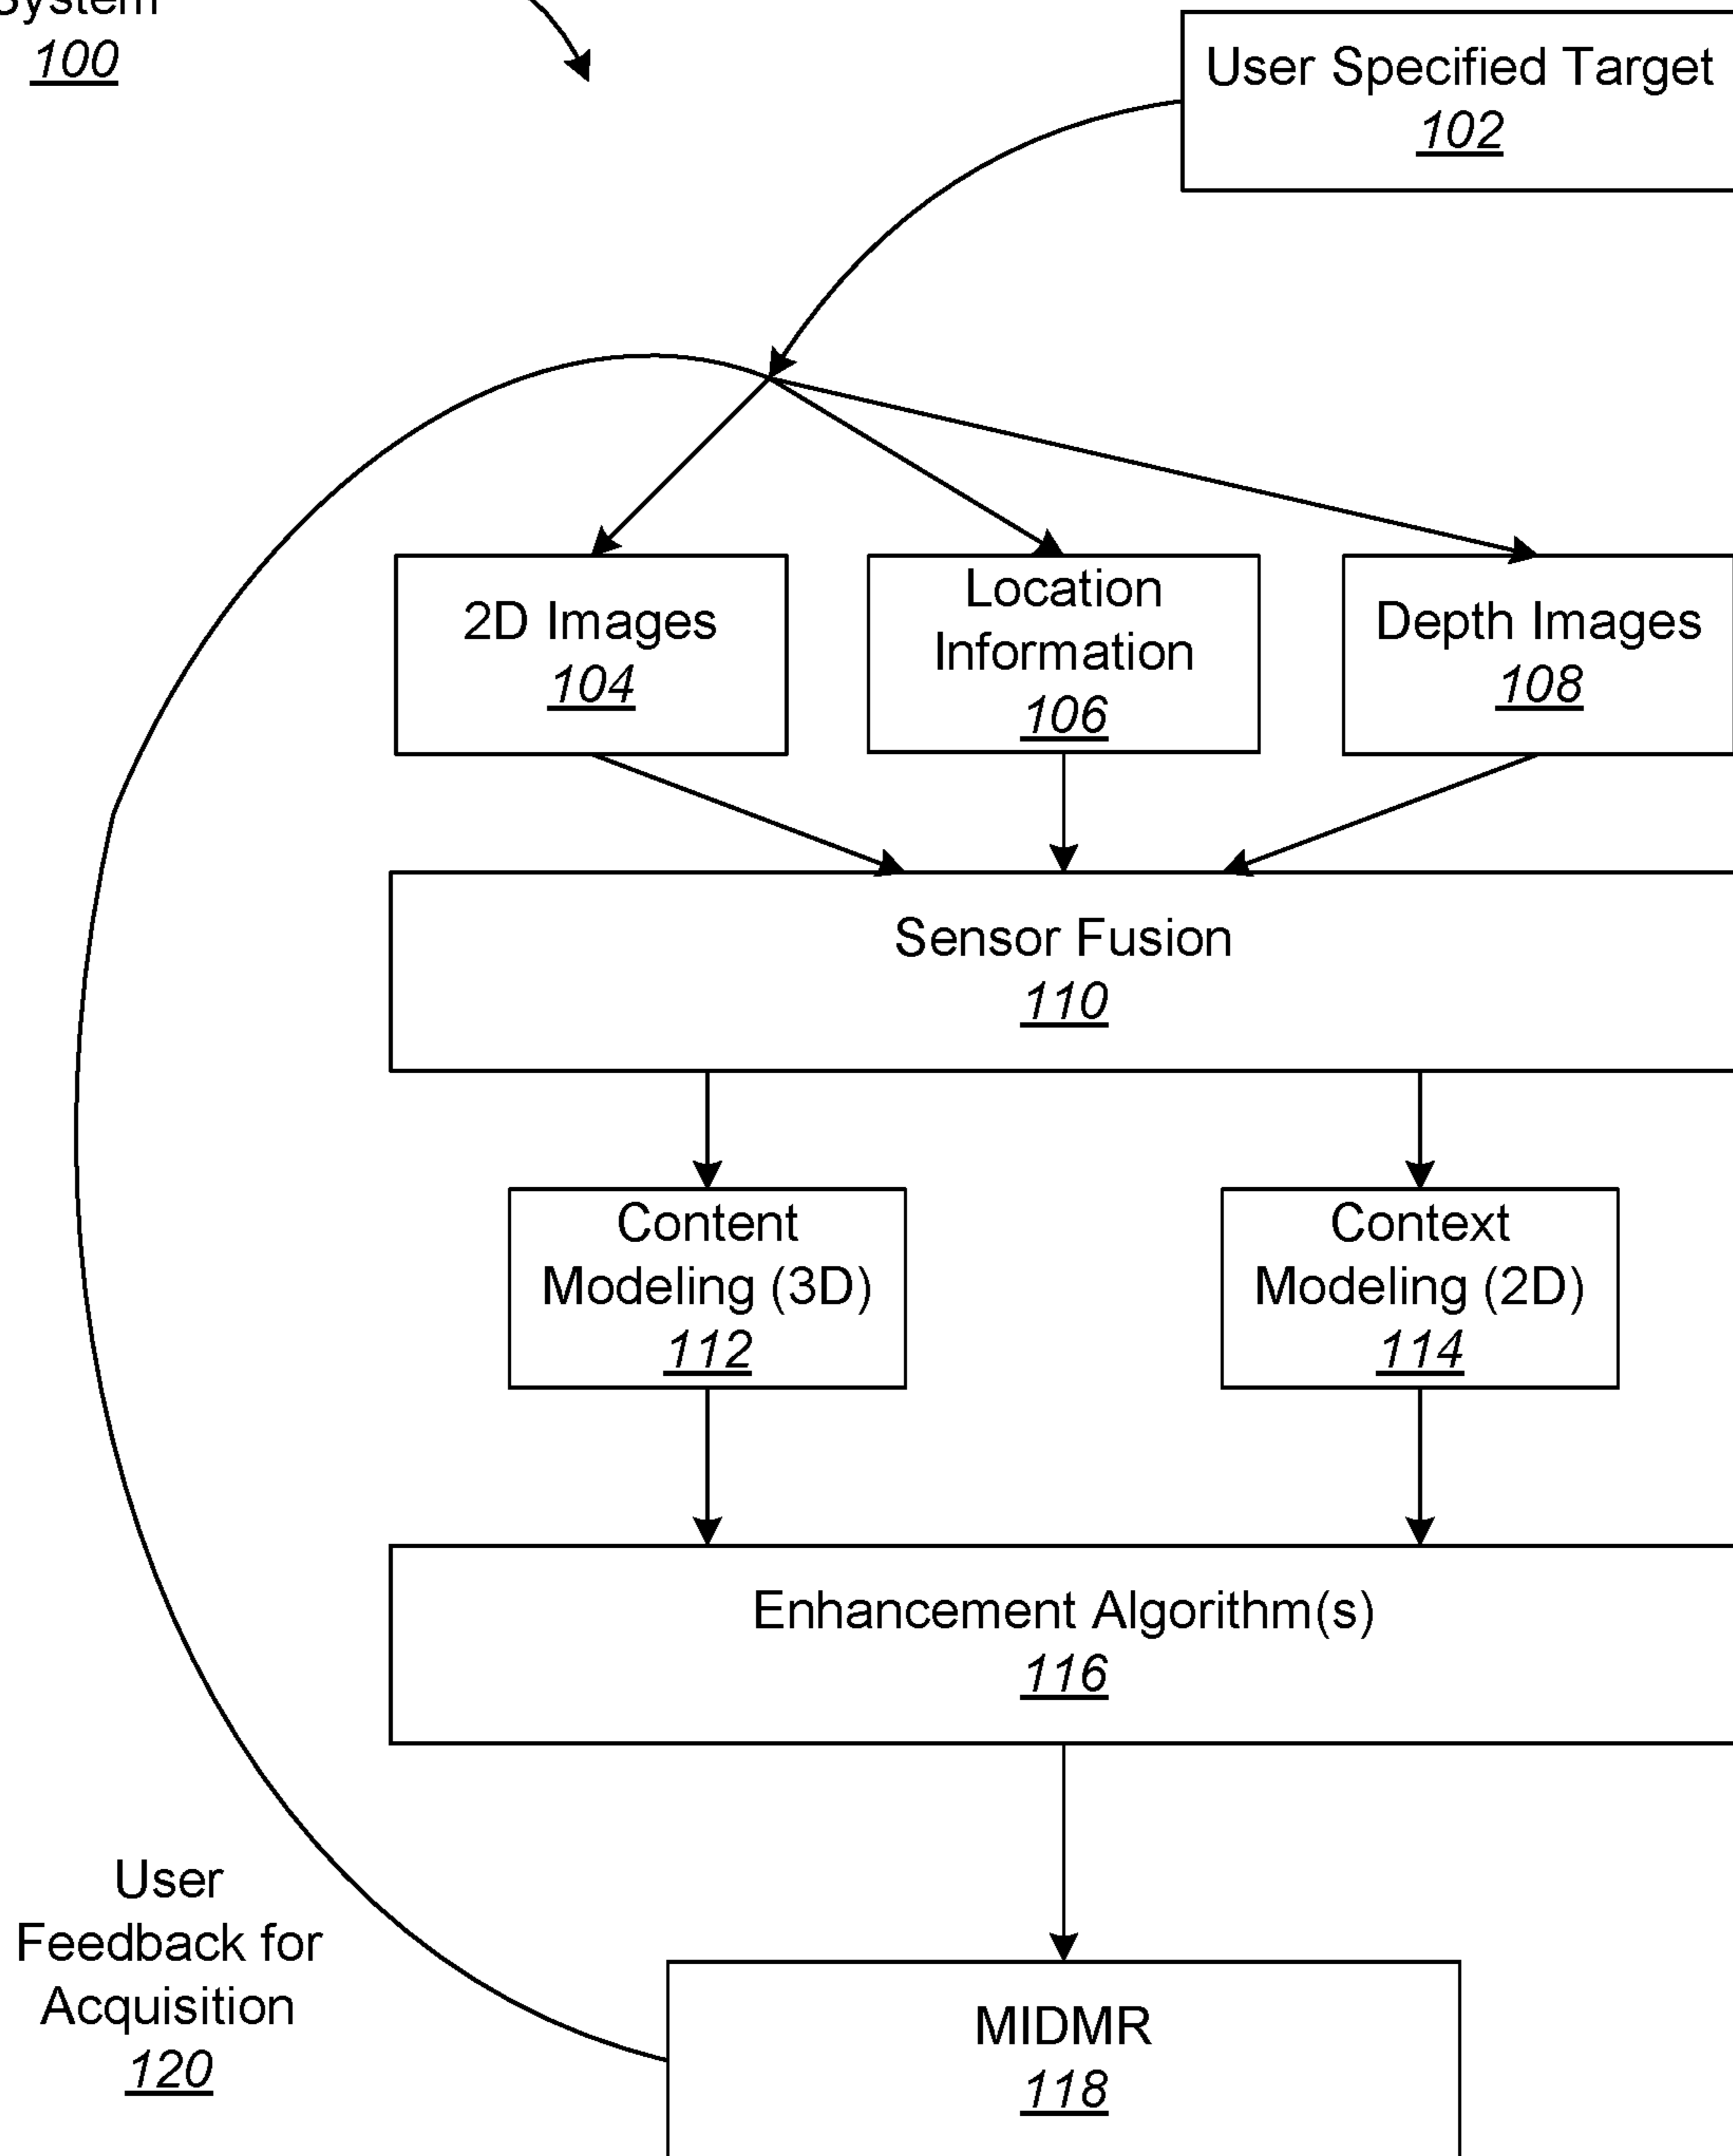 System
100
User Specified Target
102
2D Images
104
Location
Information
106
Depth Images
108
Sensor Fusion
110
Content
Modeling (3D)
112
Context
Modeling (2D)
114
Enhancement Algorithm(s)
116
User
Feedback for
Acquisition
120
MIDMR
118